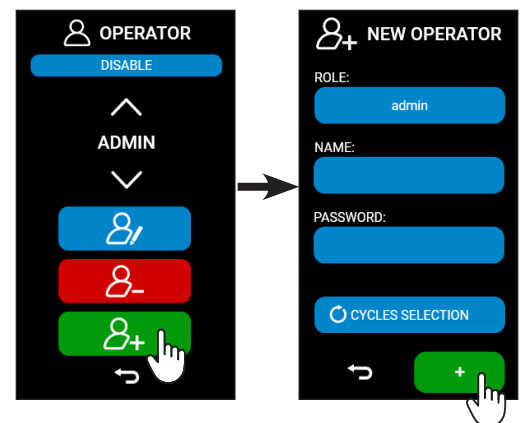 OPERATOR
DISABLE
ADMIN
NEW OPERATOR
ROLE:
admin
NAME:
PASSWORD:
CYCLES SELECTION
+